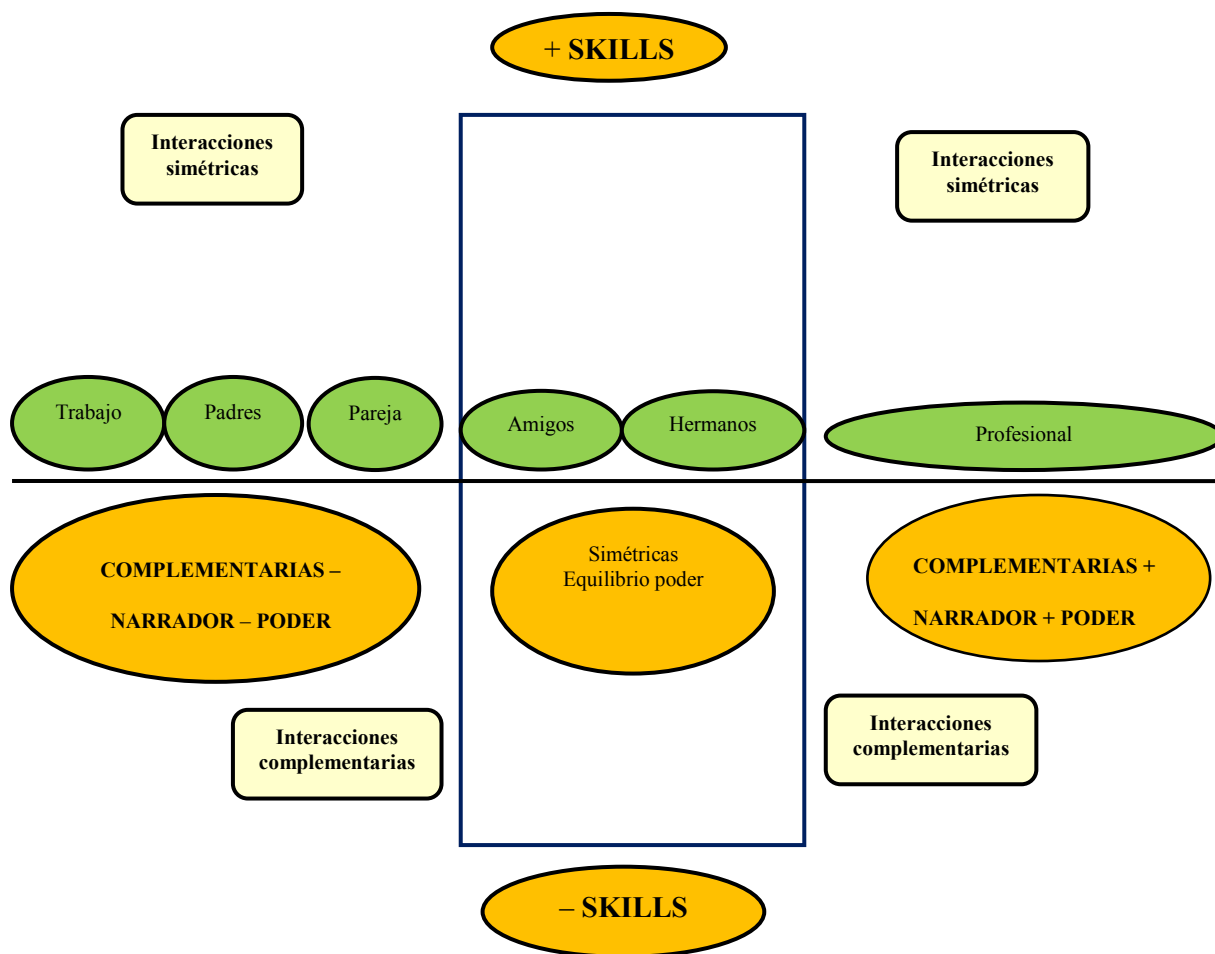 + SKILLS
Interacciones
simétricas
Interacciones
simétricas
Trabajo
Padres
Pareja
Amigos
Hermanos
Profesional
COMPLEMENTARIAS –
NARRADOR – PODER
Simétricas
Equilibrio poder
COMPLEMENTARIAS +
NARRADOR + PODER
Interacciones
complementarias
Interacciones
complementarias
– SKILLS